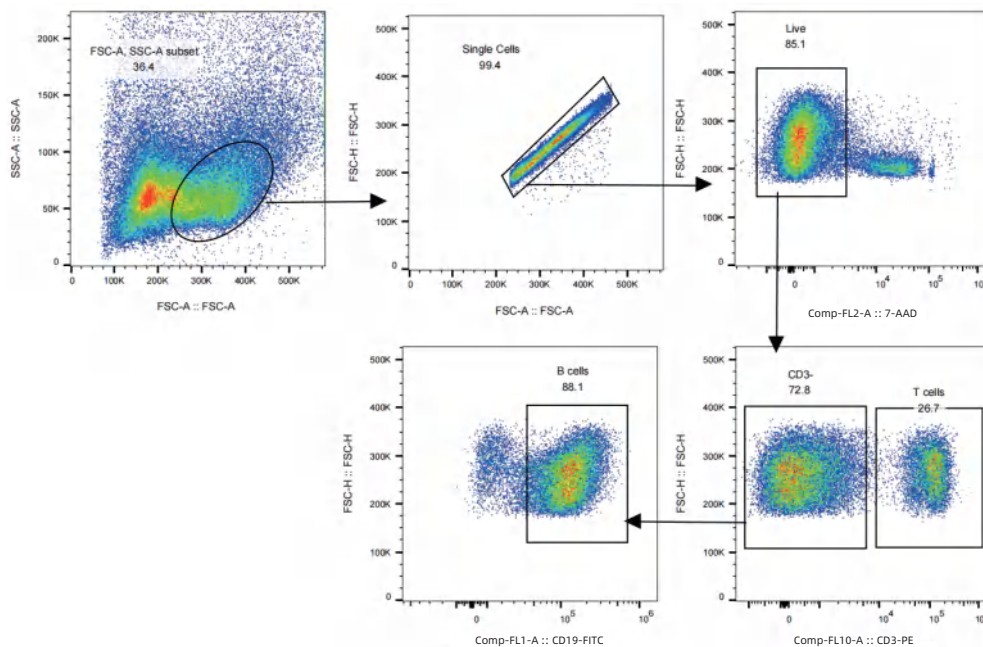 FSC-A, SSC-A subset
36.4
200K
150K
100K
50K
0
SSC-A :: SSC-A
0
100K
200K
300K
400K
500K
FSC-A :: FSC-A
Single Cells
99.4
500K
400K
300K
200K
100K
0
FSC-H :: FSC-H
0
100K
200K
300K
400K
500K
FSC-A :: FSC-A
Live
85.1
500K
400K
300K
200K
100K
0
FSC-H :: FSC-H
0
10^4
10^5
Comp-FL2-A :: 7-AAD
B cells
88.1
500K
400K
300K
200K
100K
0
FSC-H :: FSC-H
0
10^5
10^6
Comp-FL1-A :: CD19-FITC
CD3-
72.8
T cells
26.7
500K
400K
300K
200K
100K
0
FSC-H :: FSC-H
0
10^4
10^5
Comp-FL10-A :: CD3-PE